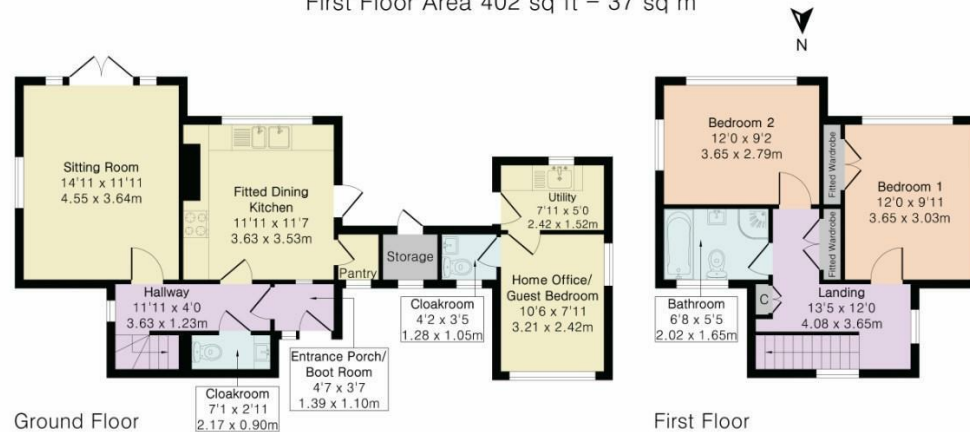 First Floor Area 402 sq ft – 37 sq m
N
Sitting Room
14'11 x 11'11
4.55 x 3.64m
Fitted Dining
Kitchen
11'11 x 11'7
3.63 x 3.53m
Pantry
Storage
Utility
7'11 x 5'0
2.42 x 1.52m
Home Office/
Guest Bedroom
10'6 x 7'11
3.21 x 2.42m
Cloakroom
4'2 x 3'5
1.28 x 1.05m
Hallway
11'11 x 4'0
3.63 x 1.23m
Entrance Porch/
Boot Room
4'7 x 3'7
1.39 x 1.10m
Cloakroom
7'1 x 2'11
2.17 x 0.90m
Ground Floor
Bedroom 2
12'0 x 9'2
3.65 x 2.79m
Fitted Wardrobe
Bedroom 1
12'0 x 9'11
3.65 x 3.03m
Fitted Wardrobe
Bathroom
6'8 x 5'5
2.02 x 1.65m
C
Landing
13'5 x 12'0
4.08 x 3.65m
First Floor